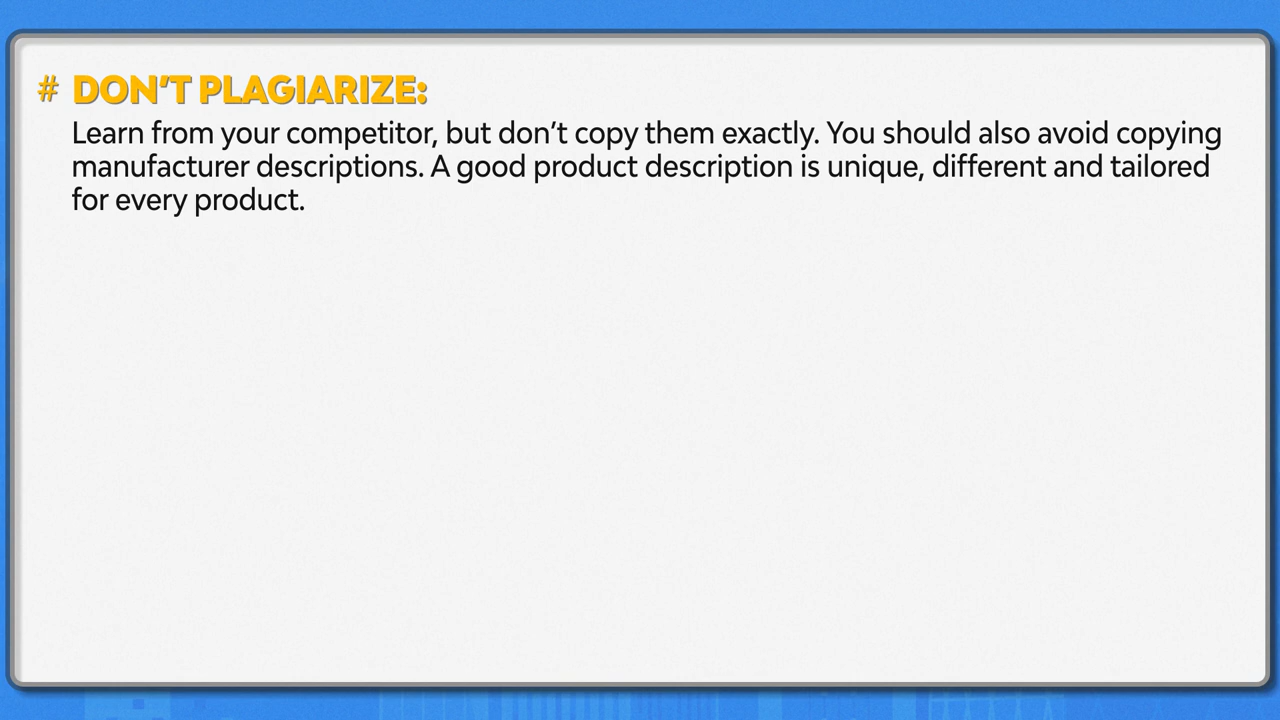 # DON'T PLAGIARIZE:
Learn from your competitor, but don't copy them exactly. You should also avoid copying
manufacturer descriptions. A good product description is unique, different and tailored
for every product.